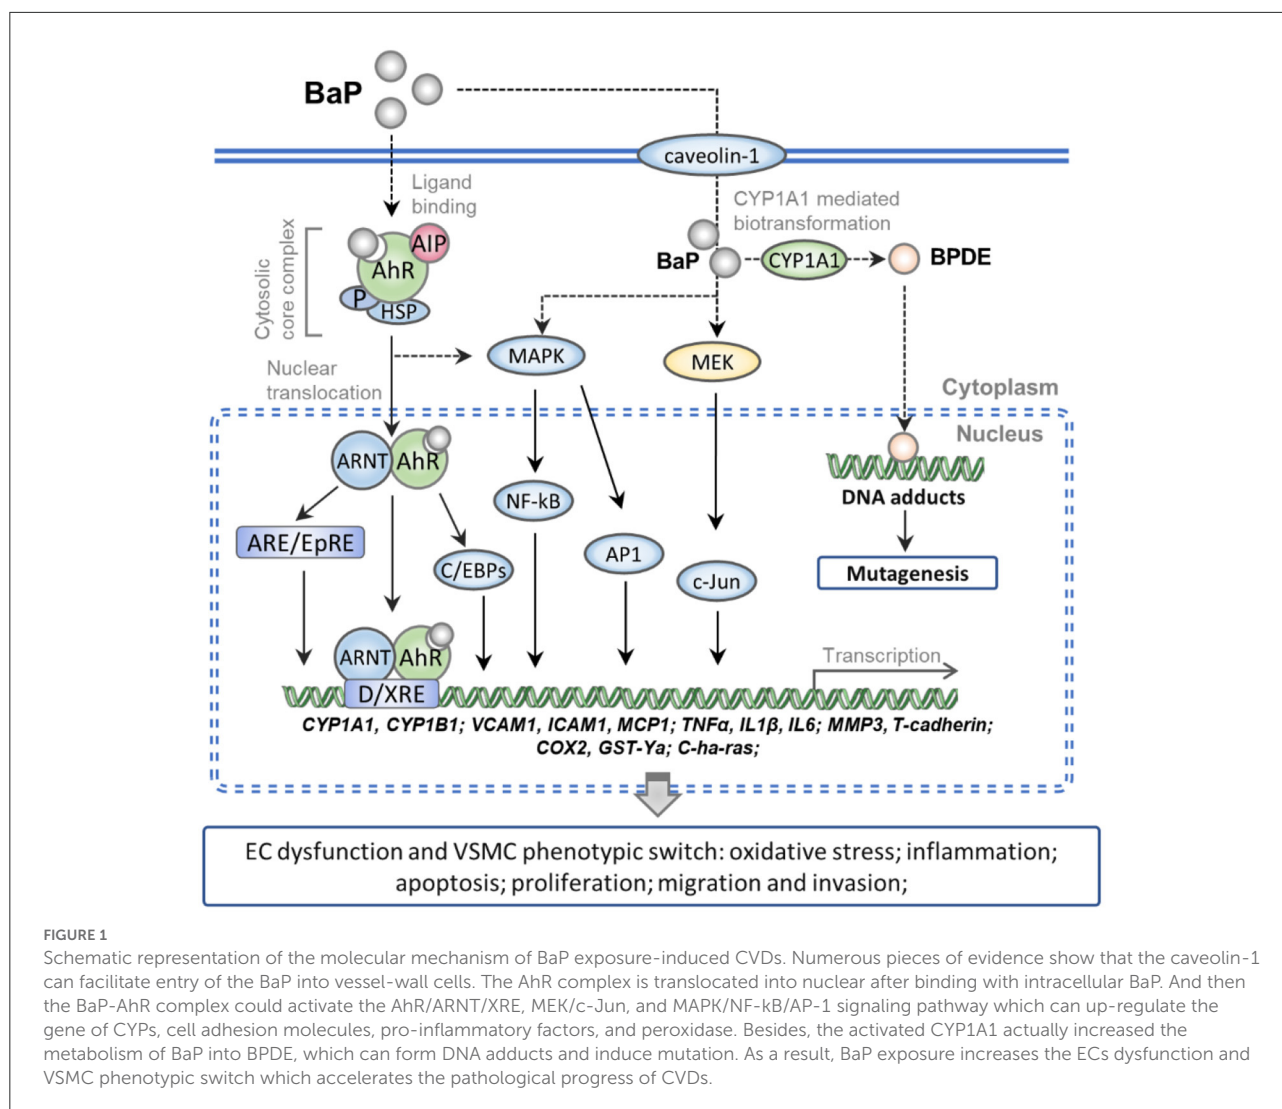 BaP
caveolin-1
Ligand
binding
CYP1A1 mediated
biotransformation
Cytosolic
core complex
AIP
AhR
P
HSP
BaP
CYP1A1
BPDE
MAPK
MEK
Nuclear
translocation
Cytoplasm
Nucleus
ARNT
AhR
NF-kB
DNA adducts
ARE/EpRE
C/EBPs
AP1
c-Jun
Mutagenesis
ARNT
AhR
Transcription
D/XRE
CYP1A1, CYP1B1; VCAM1, ICAM1, MCP1; TNFα, IL1β, IL6; MMP3, T-cadherin;
COX2, GST-Ya; C-ha-ras;
EC dysfunction and VSMC phenotypic switch: oxidative stress; inflammation;
apoptosis; proliferation; migration and invasion;
FIGURE 1
Schematic representation of the molecular mechanism of BaP exposure-induced CVDs. Numerous pieces of evidence show that the caveolin-1
can facilitate entry of the BaP into vessel-wall cells. The AhR complex is translocated into nuclear after binding with intracellular BaP. And then
the BaP-AhR complex could activate the AhR/ARNT/XRE, MEK/c-Jun, and MAPK/NF-kB/AP-1 signaling pathway which can up-regulate the
gene of CYPs, cell adhesion molecules, pro-inflammatory factors, and peroxidase. Besides, the activated CYP1A1 actually increased the
metabolism of BaP into BPDE, which can form DNA adducts and induce mutation. As a result, BaP exposure increases the ECs dysfunction and
VSMC phenotypic switch which accelerates the pathological progress of CVDs.